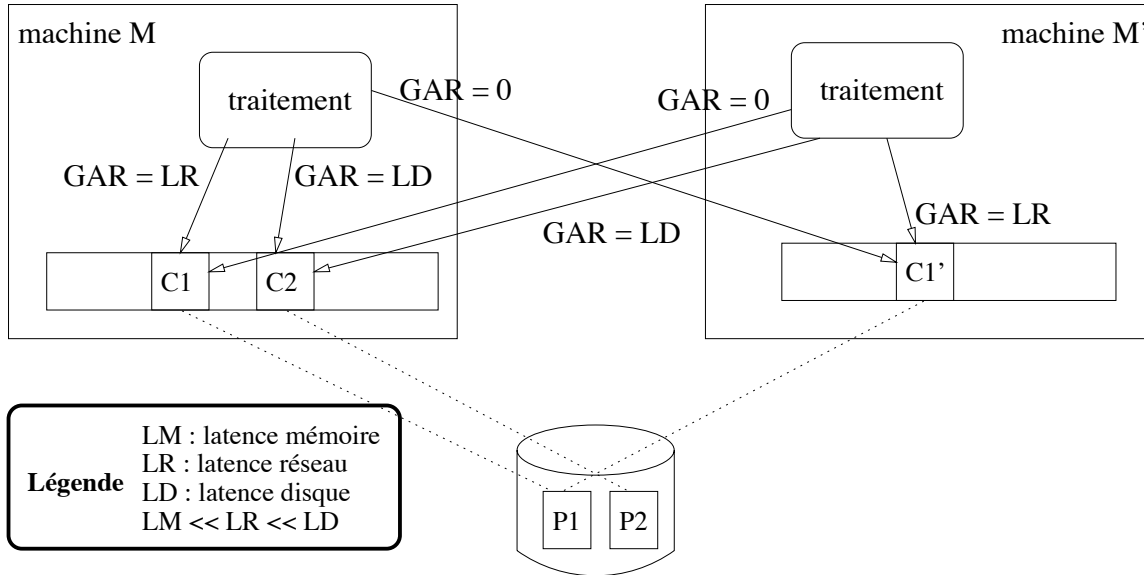 machine M
machine M'
traitement
traitement
GAR = 0
GAR = 0
GAR = LR
GAR = LD
GAR = LD
GAR = LR
C1
C2
C1’
Légende
LM : latence mémoire
LR : latence réseau
LD : latence disque
LM << LR << LD
P1
P2